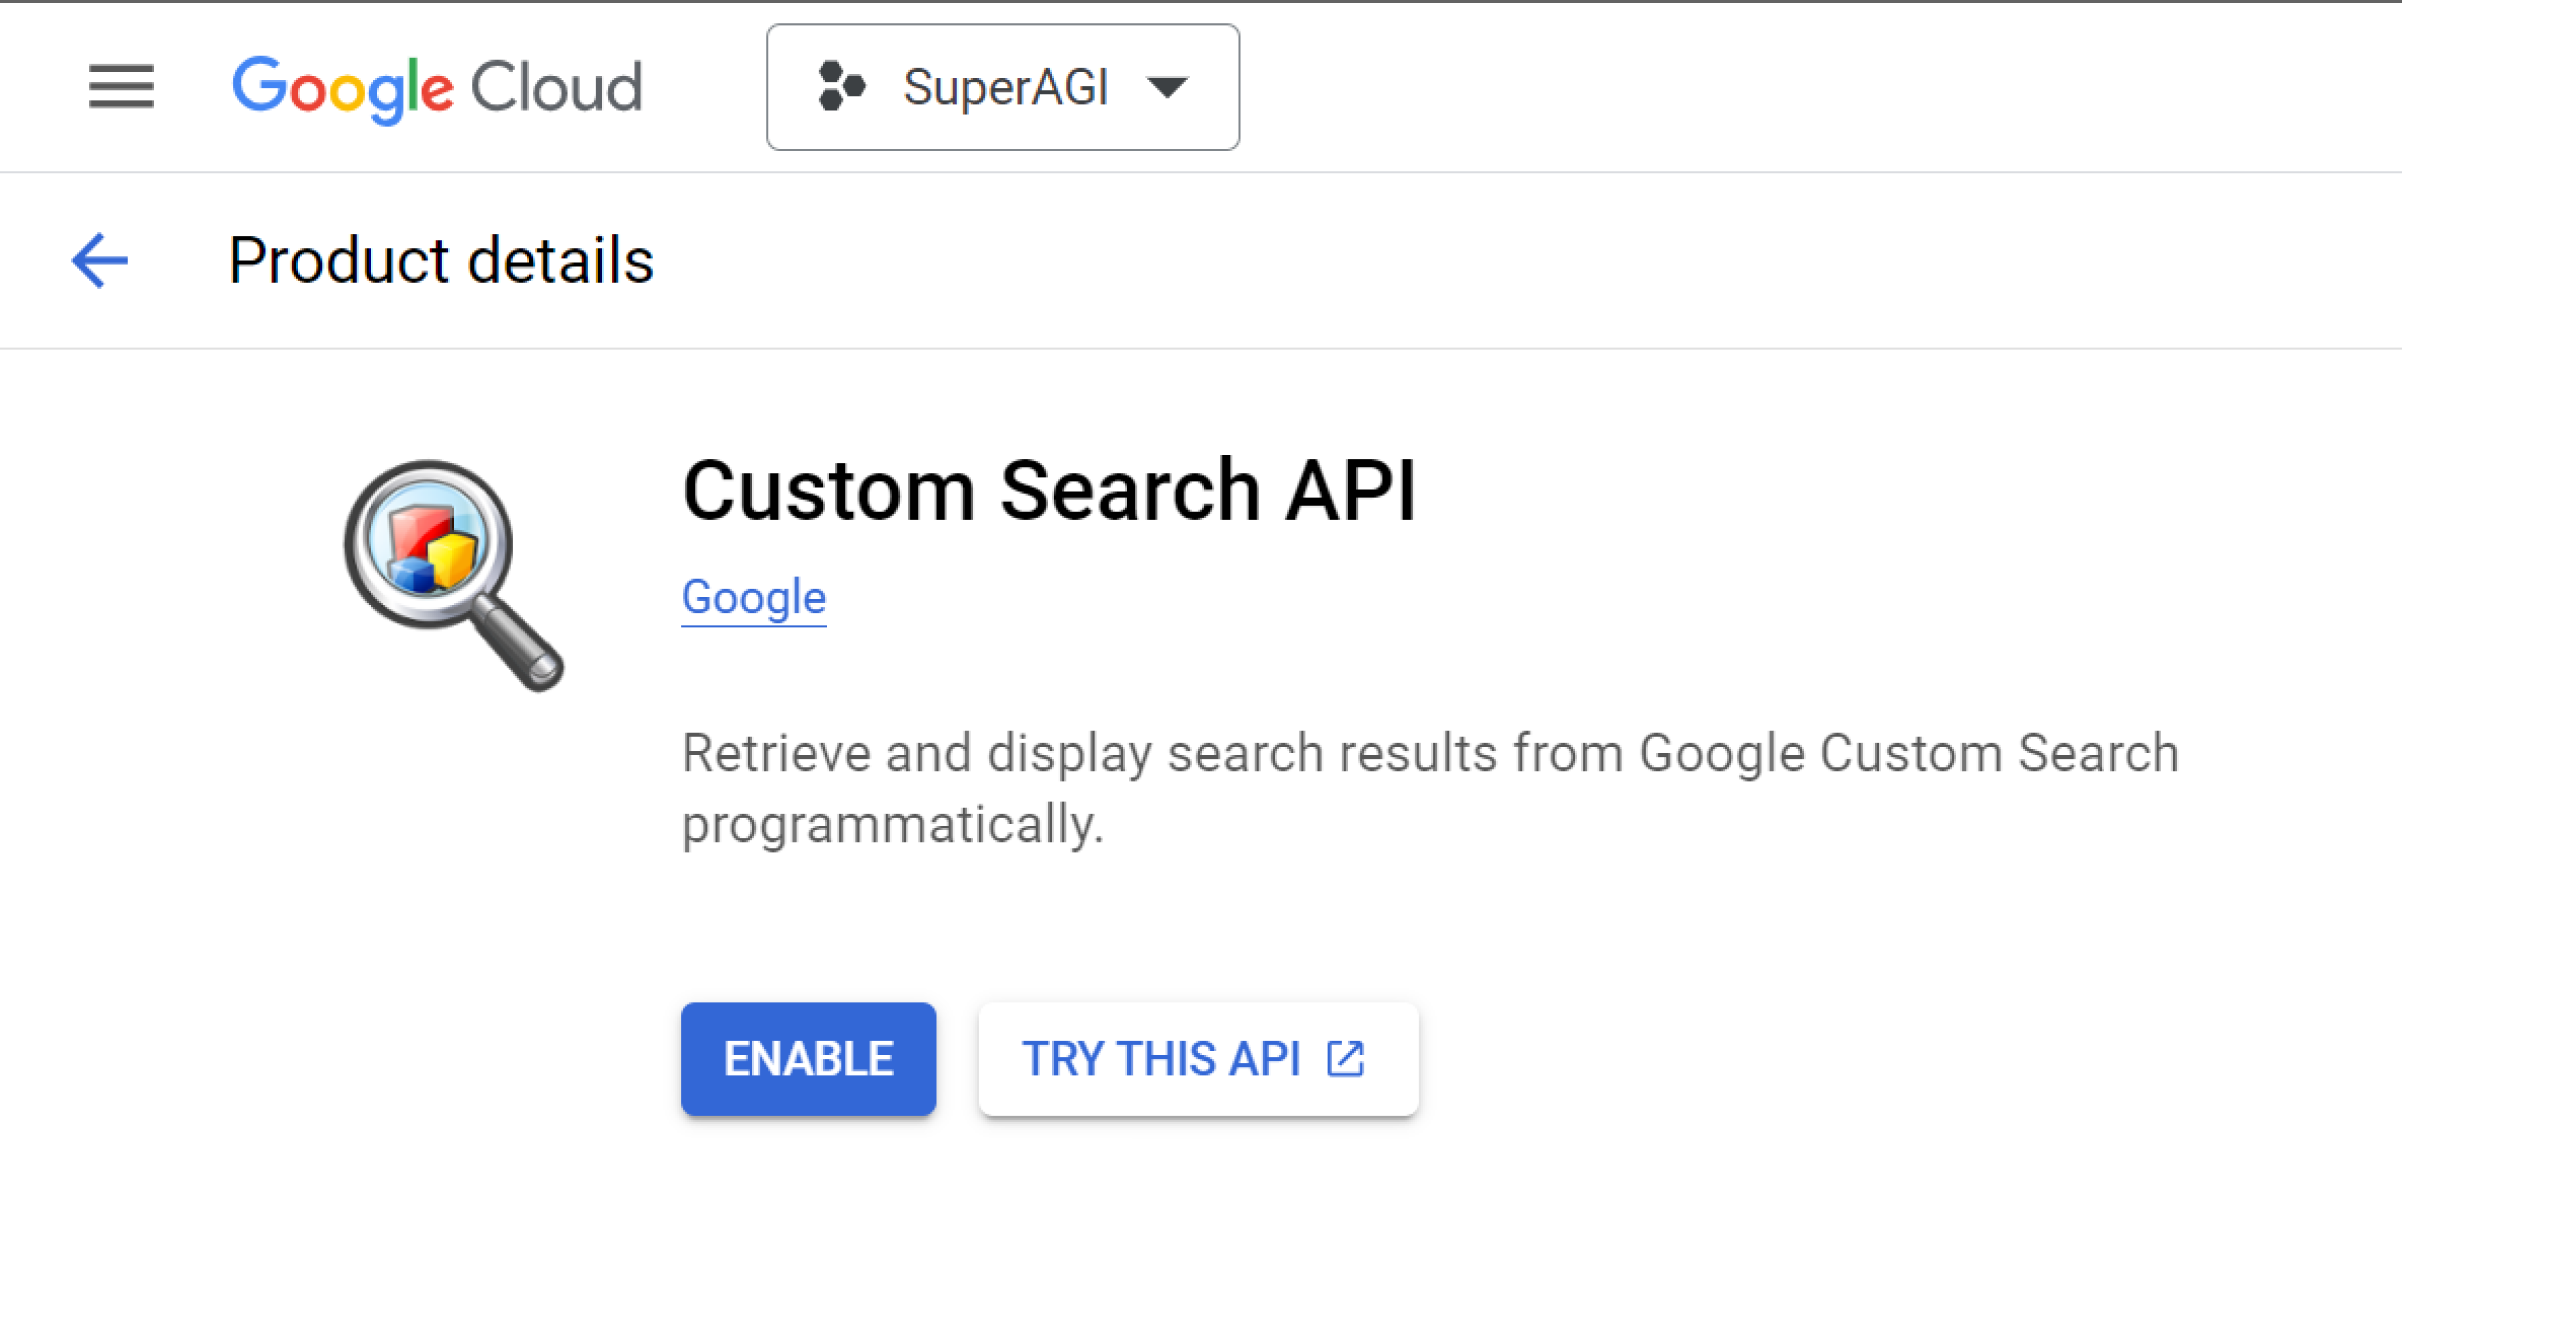 Google Cloud
SuperAGI
Product details
Custom Search API
Google
Retrieve and display search results from Google Custom Search
programmatically.
ENABLE
TRY THIS API